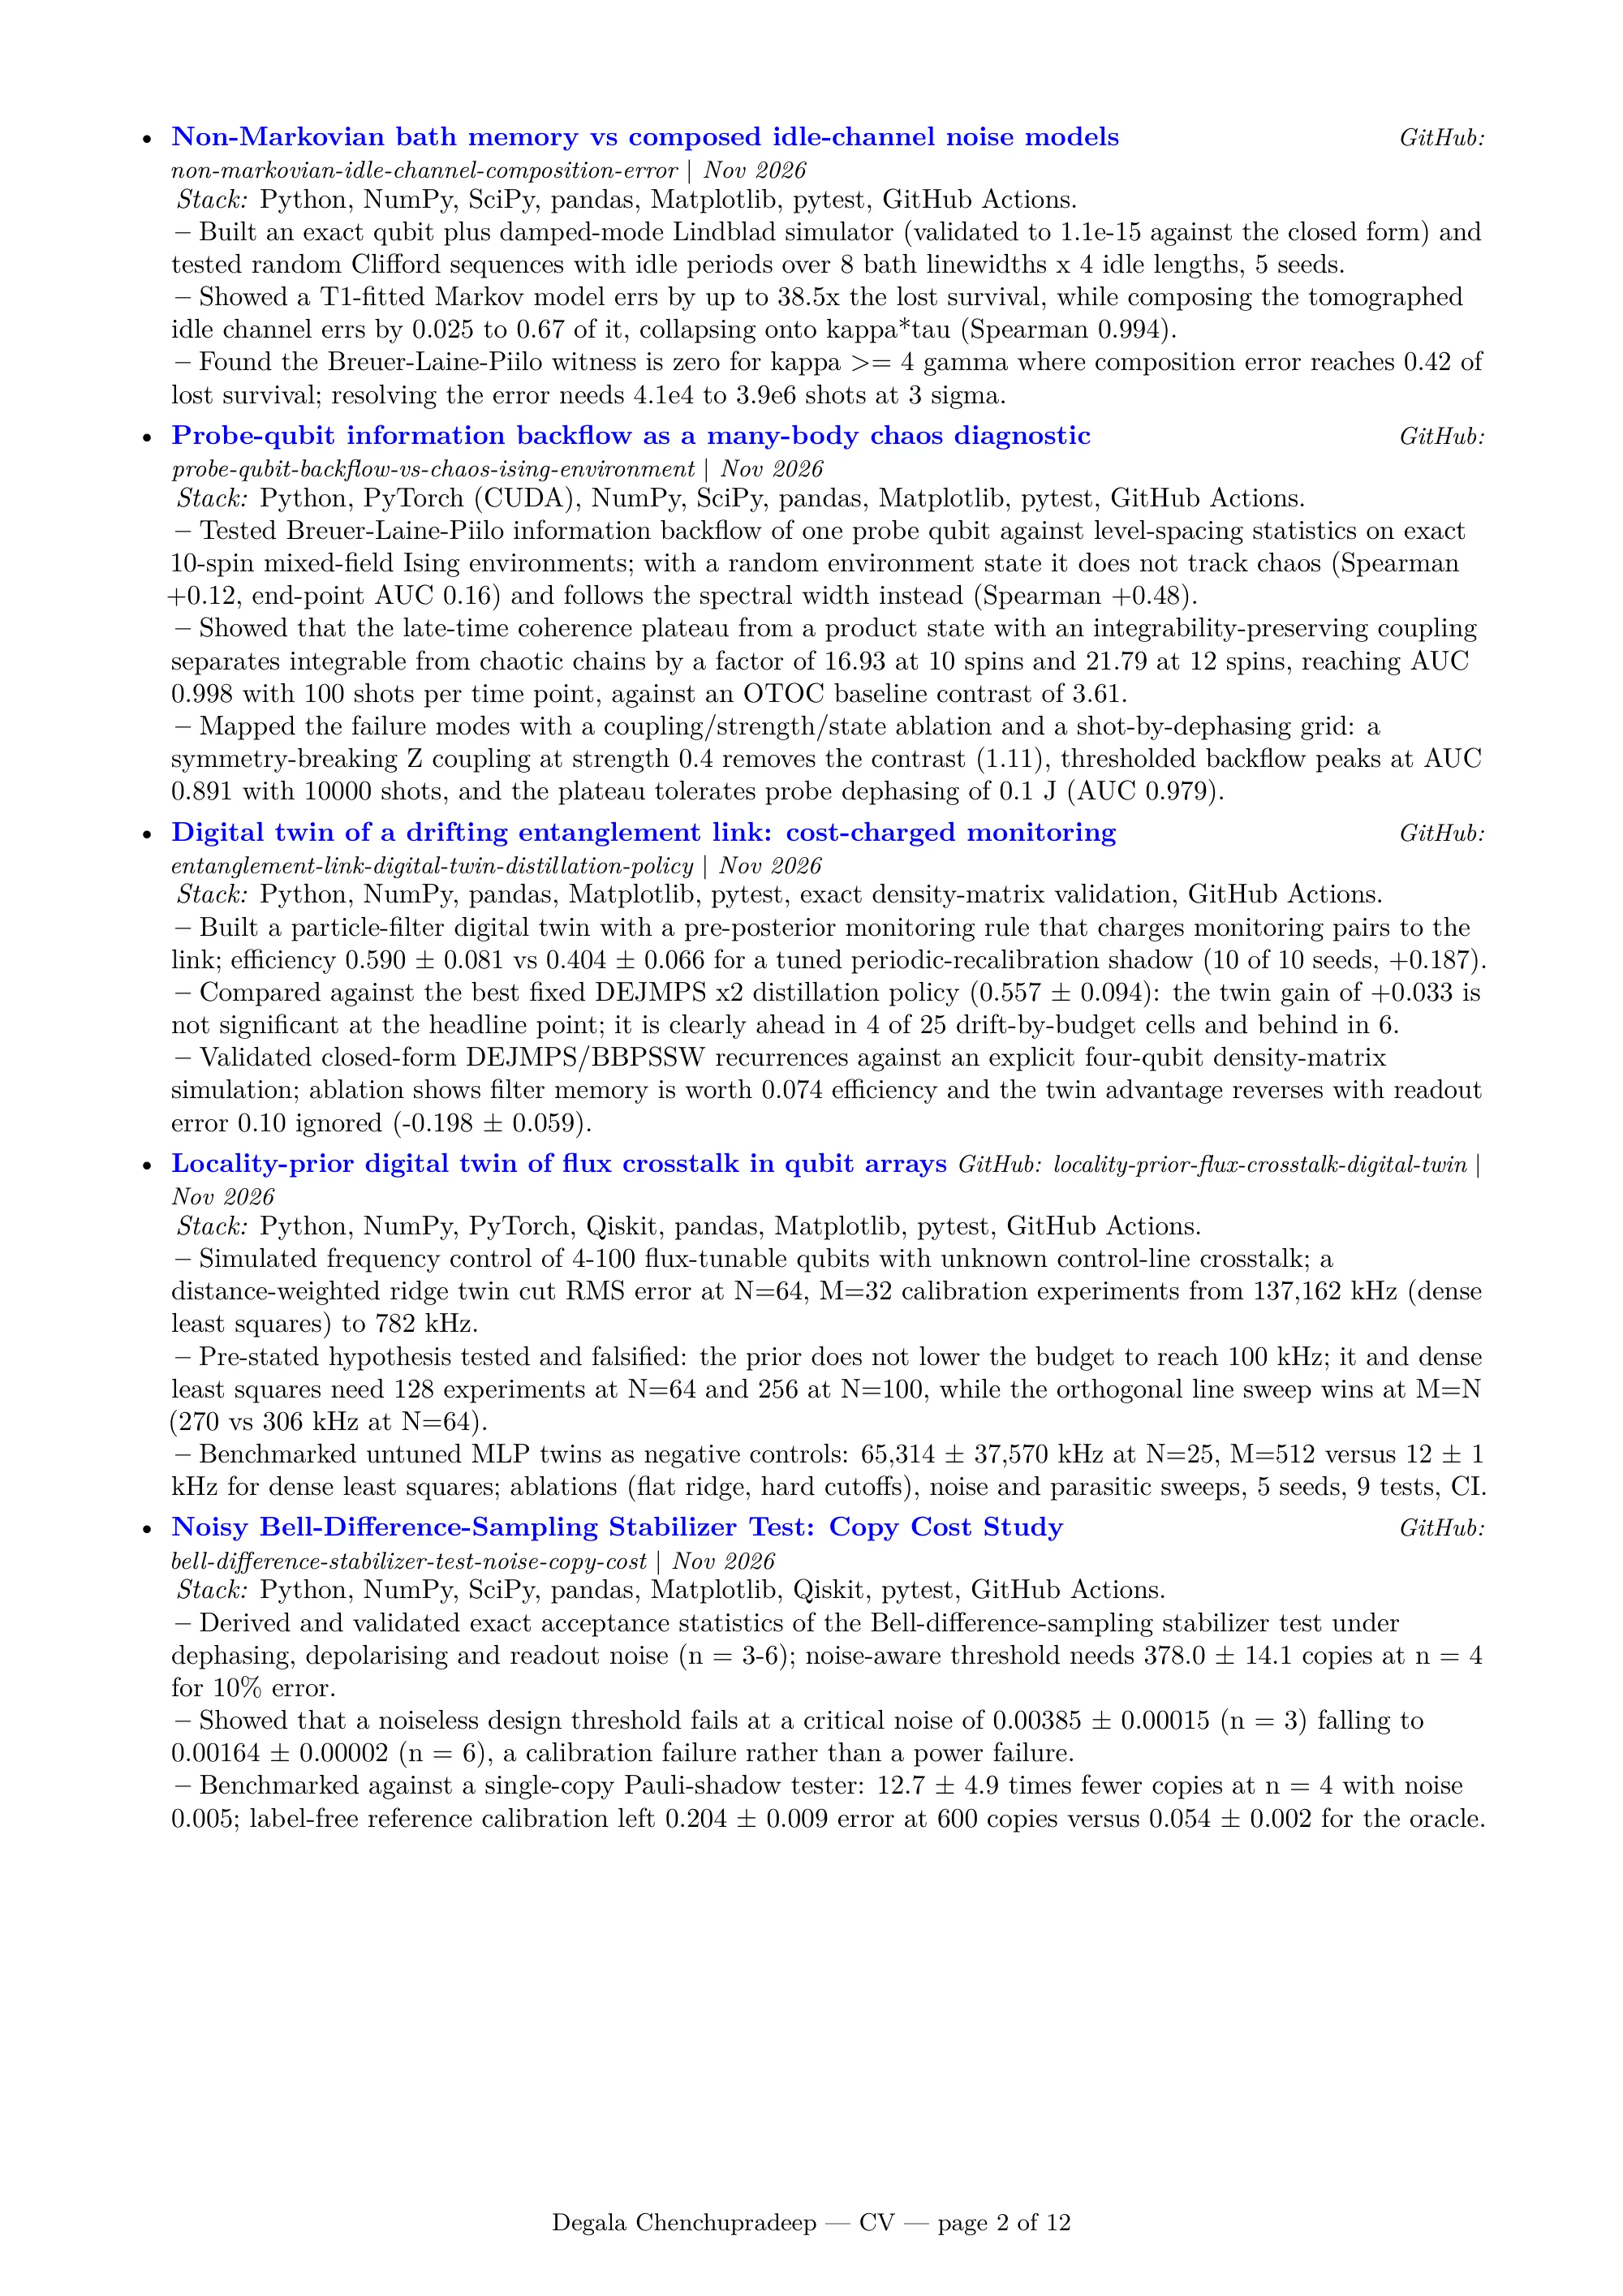 • Non-Markovian bath memory vs composed idle-channel noise models GitHub:
non-markovian-idle-channel-composition-error | Nov 2026
Stack: Python, NumPy, SciPy, pandas, Matplotlib, pytest, GitHub Actions.
– Built an exact qubit plus damped-mode Lindblad simulator (validated to 1.1e-15 against the closed form) and
tested random Clifford sequences with idle periods over 8 bath linewidths x 4 idle lengths, 5 seeds.
– Showed a T1-fitted Markov model errs by up to 38.5x the lost survival, while composing the tomographed
idle channel errs by 0.025 to 0.67 of it, collapsing onto kappa*tau (Spearman 0.994).
– Found the Breuer-Laine-Piilo witness is zero for kappa >= 4 gamma where composition error reaches 0.42 of
lost survival; resolving the error needs 4.1e4 to 3.9e6 shots at 3 sigma.
• Probe-qubit information backflow as a many-body chaos diagnostic GitHub:
probe-qubit-backflow-vs-chaos-ising-environment | Nov 2026
Stack: Python, PyTorch (CUDA), NumPy, SciPy, pandas, Matplotlib, pytest, GitHub Actions.
– Tested Breuer-Laine-Piilo information backflow of one probe qubit against level-spacing statistics on exact
10-spin mixed-field Ising environments; with a random environment state it does not track chaos (Spearman
+0.12, end-point AUC 0.16) and follows the spectral width instead (Spearman +0.48).
– Showed that the late-time coherence plateau from a product state with an integrability-preserving coupling
separates integrable from chaotic chains by a factor of 16.93 at 10 spins and 21.79 at 12 spins, reaching AUC
0.998 with 100 shots per time point, against an OTOC baseline contrast of 3.61.
– Mapped the failure modes with a coupling/strength/state ablation and a shot-by-dephasing grid: a
symmetry-breaking Z coupling at strength 0.4 removes the contrast (1.11), thresholded backflow peaks at AUC
0.891 with 10000 shots, and the plateau tolerates probe dephasing of 0.1 J (AUC 0.979).
• Digital twin of a drifting entanglement link: cost-charged monitoring GitHub:
entanglement-link-digital-twin-distillation-policy | Nov 2026
Stack: Python, NumPy, pandas, Matplotlib, pytest, exact density-matrix validation, GitHub Actions.
– Built a particle-filter digital twin with a pre-posterior monitoring rule that charges monitoring pairs to the
link; efficiency 0.590 ± 0.081 vs 0.404 ± 0.066 for a tuned periodic-recalibration shadow (10 of 10 seeds, +0.187).
– Compared against the best fixed DEJMPS x2 distillation policy (0.557 ± 0.094): the twin gain of +0.033 is
not significant at the headline point; it is clearly ahead in 4 of 25 drift-by-budget cells and behind in 6.
– Validated closed-form DEJMPS/BBPSSW recurrences against an explicit four-qubit density-matrix
simulation; ablation shows filter memory is worth 0.074 efficiency and the twin advantage reverses with readout
error 0.10 ignored (-0.198 ± 0.059).
• Locality-prior digital twin of flux crosstalk in qubit arrays GitHub: locality-prior-flux-crosstalk-digital-twin |
Nov 2026
Stack: Python, NumPy, PyTorch, Qiskit, pandas, Matplotlib, pytest, GitHub Actions.
– Simulated frequency control of 4-100 flux-tunable qubits with unknown control-line crosstalk; a
distance-weighted ridge twin cut RMS error at N=64, M=32 calibration experiments from 137,162 kHz (dense
least squares) to 782 kHz.
– Pre-stated hypothesis tested and falsified: the prior does not lower the budget to reach 100 kHz; it and dense
least squares need 128 experiments at N=64 and 256 at N=100, while the orthogonal line sweep wins at M=N
(270 vs 306 kHz at N=64).
– Benchmarked untuned MLP twins as negative controls: 65,314 ± 37,570 kHz at N=25, M=512 versus 12 ± 1
kHz for dense least squares; ablations (flat ridge, hard cutoffs), noise and parasitic sweeps, 5 seeds, 9 tests, CI.
• Noisy Bell-Difference-Sampling Stabilizer Test: Copy Cost Study GitHub:
bell-difference-stabilizer-test-noise-copy-cost | Nov 2026
Stack: Python, NumPy, SciPy, pandas, Matplotlib, Qiskit, pytest, GitHub Actions.
– Derived and validated exact acceptance statistics of the Bell-difference-sampling stabilizer test under
dephasing, depolarising and readout noise (n = 3-6); noise-aware threshold needs 378.0 ± 14.1 copies at n = 4
for 10% error.
– Showed that a noiseless design threshold fails at a critical noise of 0.00385 ± 0.00015 (n = 3) falling to
0.00164 ± 0.00002 (n = 6), a calibration failure rather than a power failure.
– Benchmarked against a single-copy Pauli-shadow tester: 12.7 ± 4.9 times fewer copies at n = 4 with noise
0.005; label-free reference calibration left 0.204 ± 0.009 error at 600 copies versus 0.054 ± 0.002 for the oracle.
Degala Chenchupradeep — CV — page 2 of 12